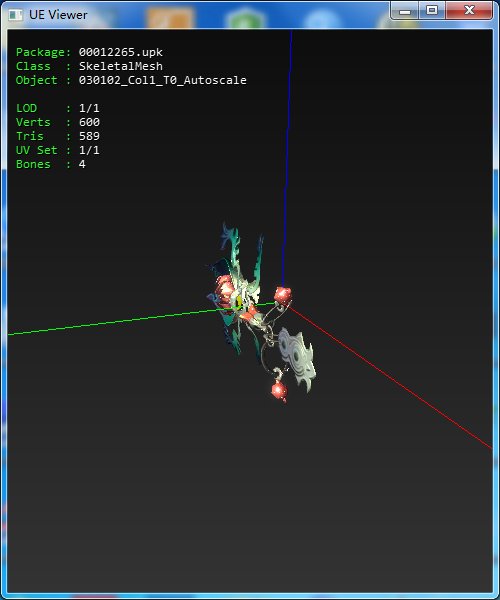 UE Viewer
Package: 00012265.upk
Class : SkeletalMesh
Object : 030102_Col1_T0_Autoscale
LOD : 1/1
Verts : 600
Tris : 589
UV Set : 1/1
Bones : 4